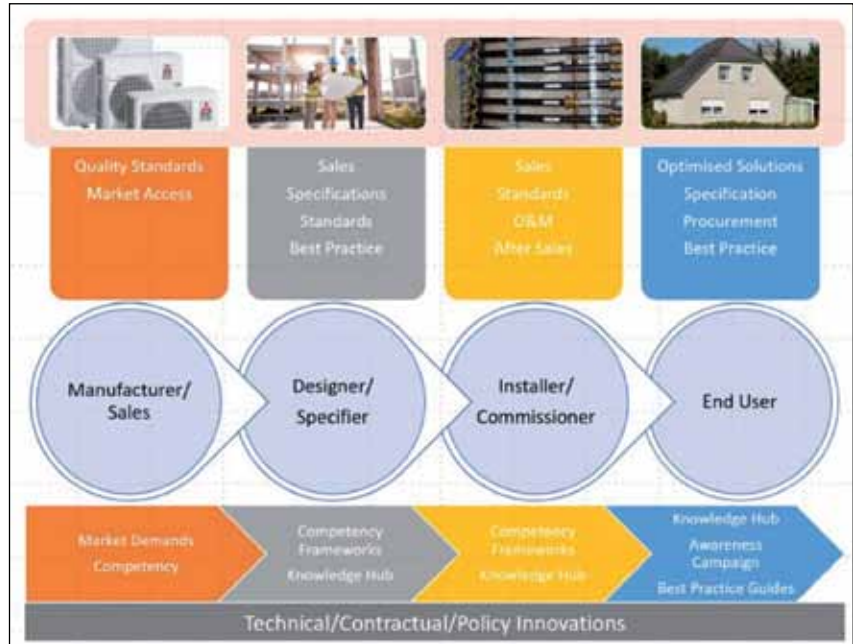 Quality Standards
Market Access
Sales
Specifications
Standards
Best Practice
Sales
Standards
O&M
After Sales
Optimised Solutions
Specification
Procurement
Best Practice
Manufacturer/
Sales
Designer/
Specifier
Installer/
Commissioner
End User
Market Demands
Competency
Competency
Frameworks
Knowledge Hub
Competency
Frameworks
Knowledge Hub
Knowledge Hub
Awareness
Campaign
Best Practice Guides
Technical/Contractual/Policy Innovations